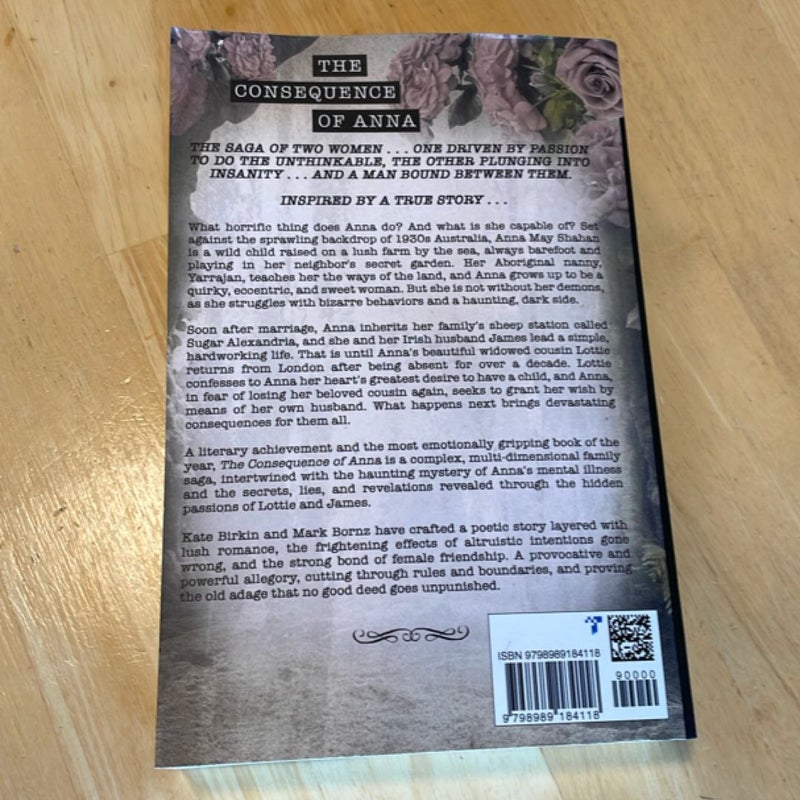 THE
CONSEQUENCE
OF ANNA
THE SAGA OF TWO WOMEN . . . ONE DRIVEN BY PASSION
TO DO THE UNTHINKABLE, THE OTHER PLUNGING INTO
INSANITY . . . AND A MAN BOUND BETWEEN THEM.
INSPIRED BY A TRUE STORY . . .
What horrific thing does Anna do? And what is she capable of? Set
against the sprawling backdrop of 1930s Australia, Anna May Shahan
is a wild child raised on a lush farm by the sea, always barefoot and
playing in her neighbor's secret garden. Her Aboriginal nanny,
Yarrajan, teaches her the ways of the land, and Anna grows up to be a
quirky, eccentric, and sweet woman. But she is not without her demons,
as she struggles with bizarre behaviors and a haunting, dark side.
Soon after marriage, Anna inherits her family's sheep station called
Sugar Alexandria, and she and her Irish husband James lead a simple,
hardworking life. That is until Anna's beautiful widowed cousin Lottie
returns from London after being absent for over a decade. Lottie
confesses to Anna her heart's greatest desire to have a child, and Anna,
in fear of losing her beloved cousin again, seeks to grant her wish by
means of her own husband. What happens next brings devastating
consequences for them all.
A literary achievement and the most emotionally gripping book of the
year, The Consequence of Anna is a complex, multi-dimensional family
saga, intertwined with the haunting mystery of Anna's mental illness
and the secrets, lies, and revelations revealed through the hidden
passions of Lottie and James.
Kate Birkin and Mark Bornz have crafted a poetic story layered with
lush romance, the frightening effects of altruistic intentions gone
wrong, and the strong bond of female friendship. A provocative and
powerful allegory, cutting through rules and boundaries, and proving
the old adage that no good deed goes unpunished.
ISBN 9798989184118
90000
9 798989 184118